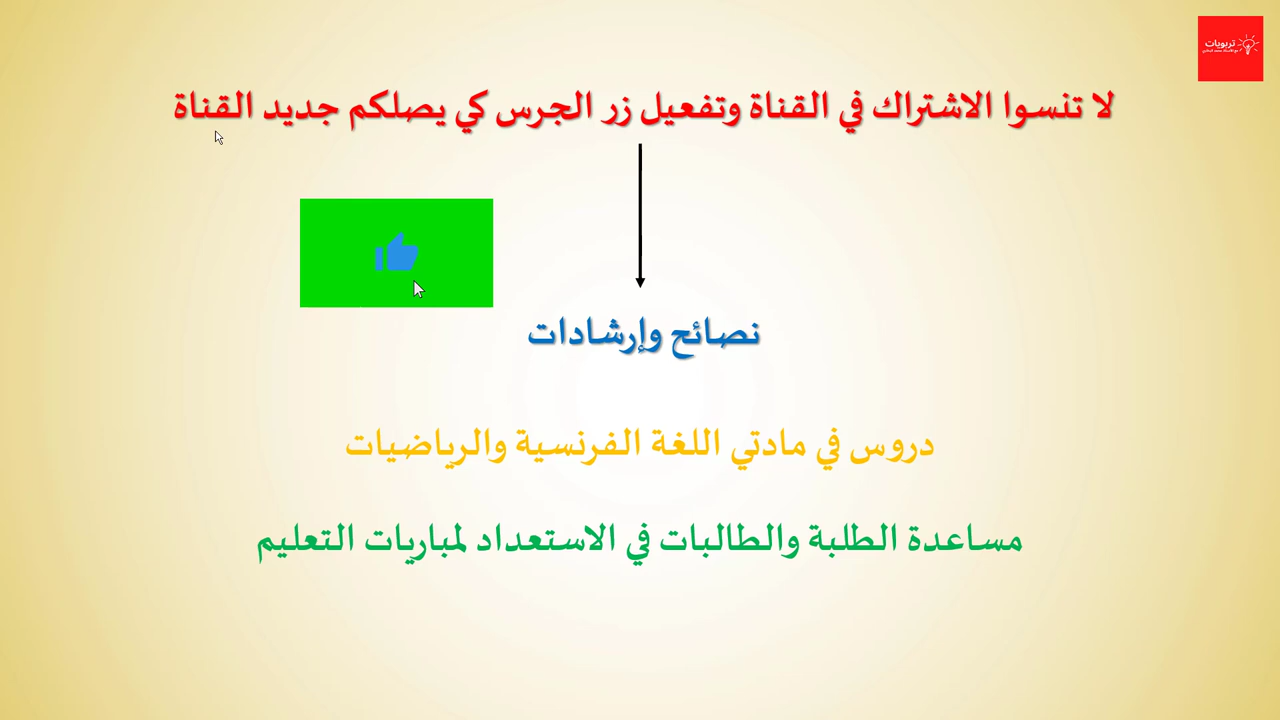 تربويات
لا تنسوا الاشتراك في القناة وتفعيل زر الجرس كي يصلكم جديد القناة
نصائح وإرشادات
دروس في مادتي اللغة الفرنسية والرياضيات
مساعدة الطلبة والطالبات في الاستعداد لمباريات التعليم